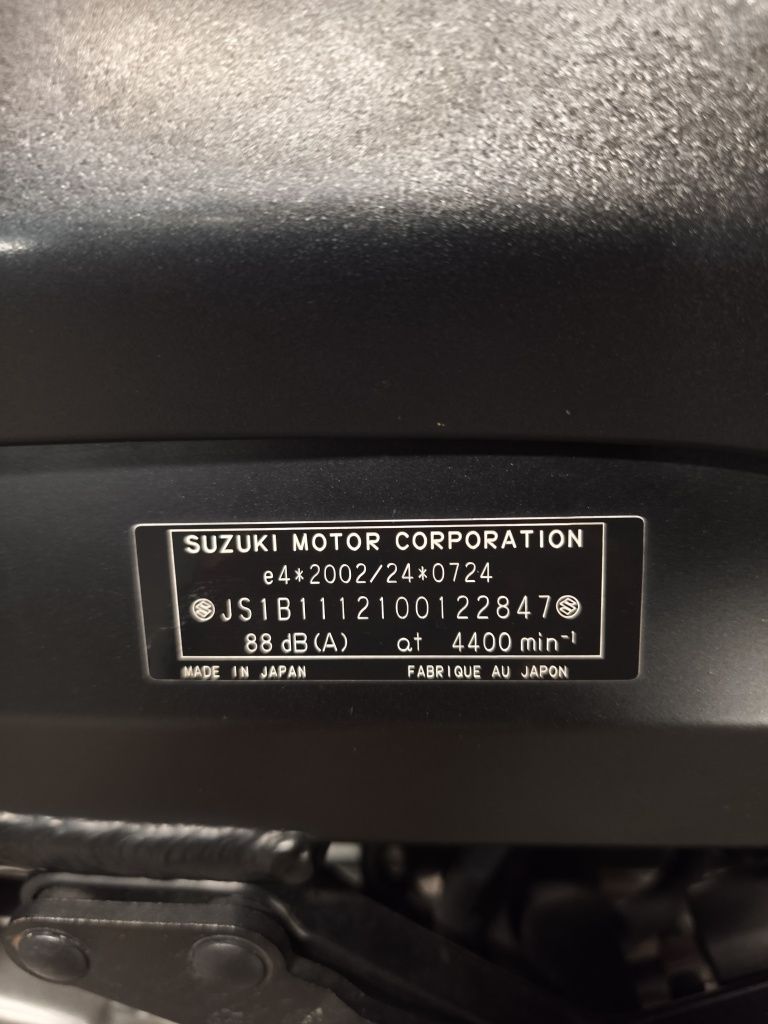 SUZUKI MOTOR CORPORATION
e4*2002/24*0724
JS1B1112100122847
88 dB(A) at 4400 min⁻¹
MADE IN JAPAN FABRIQUE AU JAPON